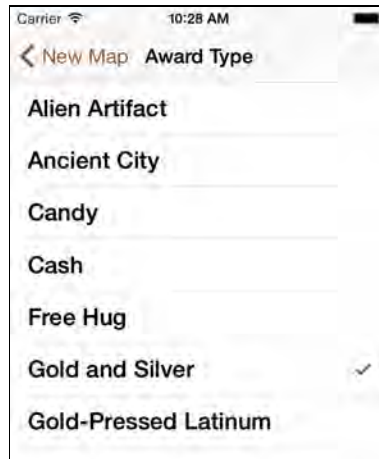 Carrier 10:28 AM
New Map Award Type
Alien Artifact
Ancient City
Candy
Cash
Free Hug
Gold and Silver
Gold-Pressed Latinum